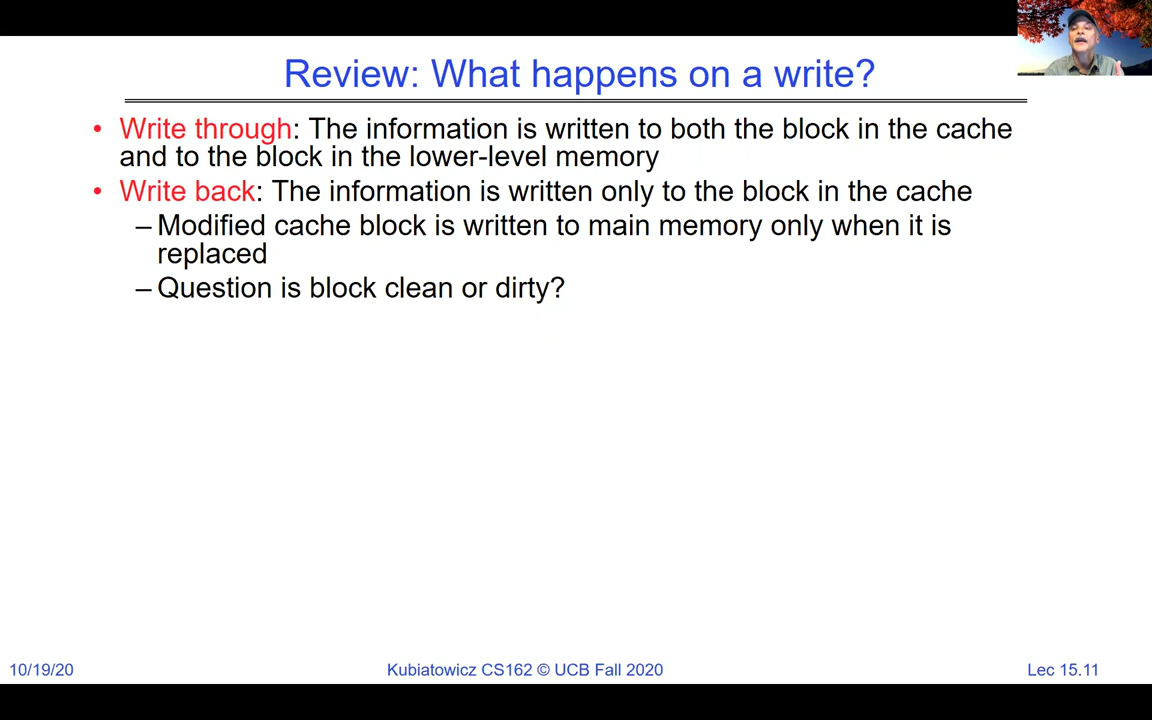 Review: What happens on a write?
• Write through: The information is written to both the block in the cache
and to the block in the lower-level memory
• Write back: The information is written only to the block in the cache
– Modified cache block is written to main memory only when it is
replaced
– Question is block clean or dirty?
10/19/20
Kubiatowicz CS162 © UCB Fall 2020
Lec 15.11